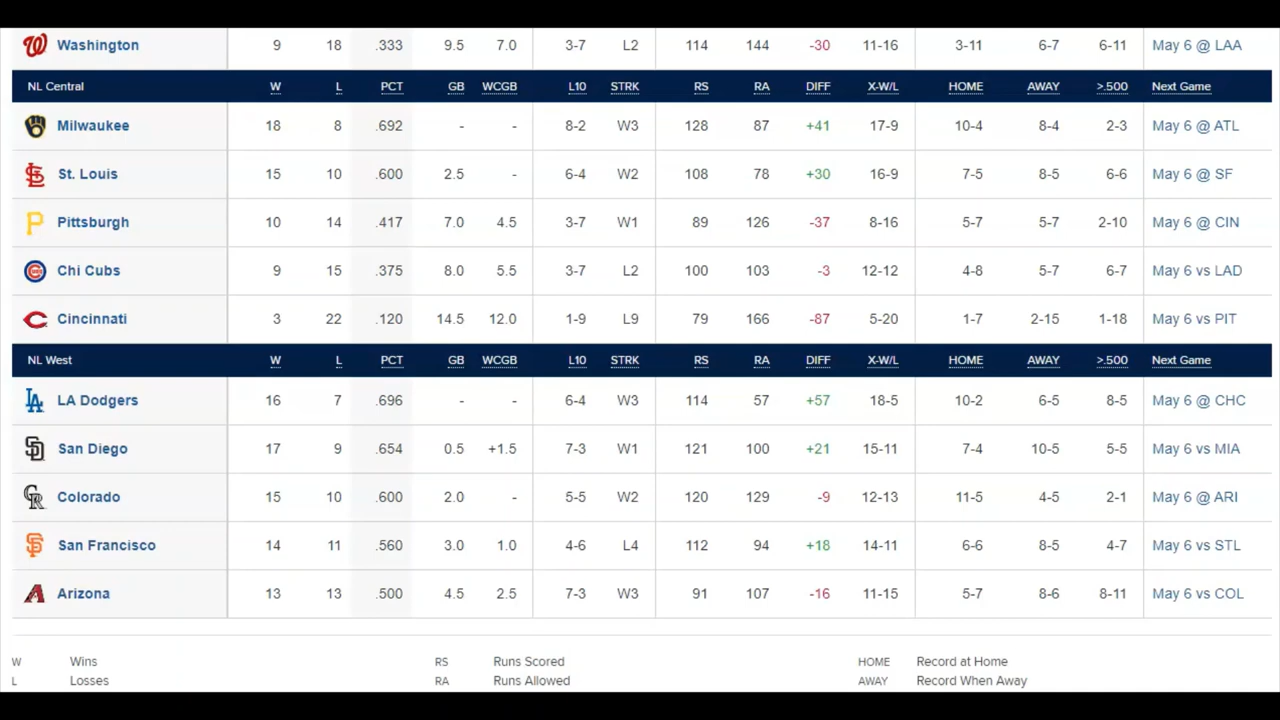 Washington 9 18 .333 9.5 7.0 3-7 L2 114 144 -30 11-16 3-11 6-7 6-11 May 6 @ LAA
NL Central W L PCT GB WCGB L10 STRK RS RA DIFF X-W/L HOME AWAY >.500 Next Game
Milwaukee 18 8 .692 - - 8-2 W3 128 87 +41 17-9 10-4 8-4 2-3 May 6 @ ATL
St. Louis 15 10 .600 2.5 - 6-4 W2 108 78 +30 16-9 7-5 8-5 6-6 May 6 @ SF
Pittsburgh 10 14 .417 7.0 4.5 3-7 W1 89 126 -37 8-16 5-7 5-7 2-10 May 6 @ CIN
Chi Cubs 9 15 .375 8.0 5.5 3-7 L2 100 103 -3 12-12 4-8 5-7 6-7 May 6 vs LAD
Cincinnati 3 22 .120 14.5 12.0 1-9 L9 79 166 -87 5-20 1-7 2-15 1-18 May 6 vs PIT
NL West W L PCT GB WCGB L10 STRK RS RA DIFF X-W/L HOME AWAY >.500 Next Game
LA Dodgers 16 7 .696 - - 6-4 W3 114 57 +57 18-5 10-2 6-5 8-5 May 6 @ CHC
San Diego 17 9 .654 0.5 +1.5 7-3 W1 121 100 +21 15-11 7-4 10-5 5-5 May 6 vs MIA
Colorado 15 10 .600 2.0 - 5-5 W2 120 129 -9 12-13 11-5 4-5 2-1 May 6 @ ARI
San Francisco 14 11 .560 3.0 1.0 4-6 L4 112 94 +18 14-11 6-6 8-5 4-7 May 6 vs STL
Arizona 13 13 .500 4.5 2.5 7-3 W3 91 107 -16 11-15 5-7 8-6 8-11 May 6 vs COL
W Wins RS Runs Scored HOME Record at Home
L Losses RA Runs Allowed AWAY Record When Away